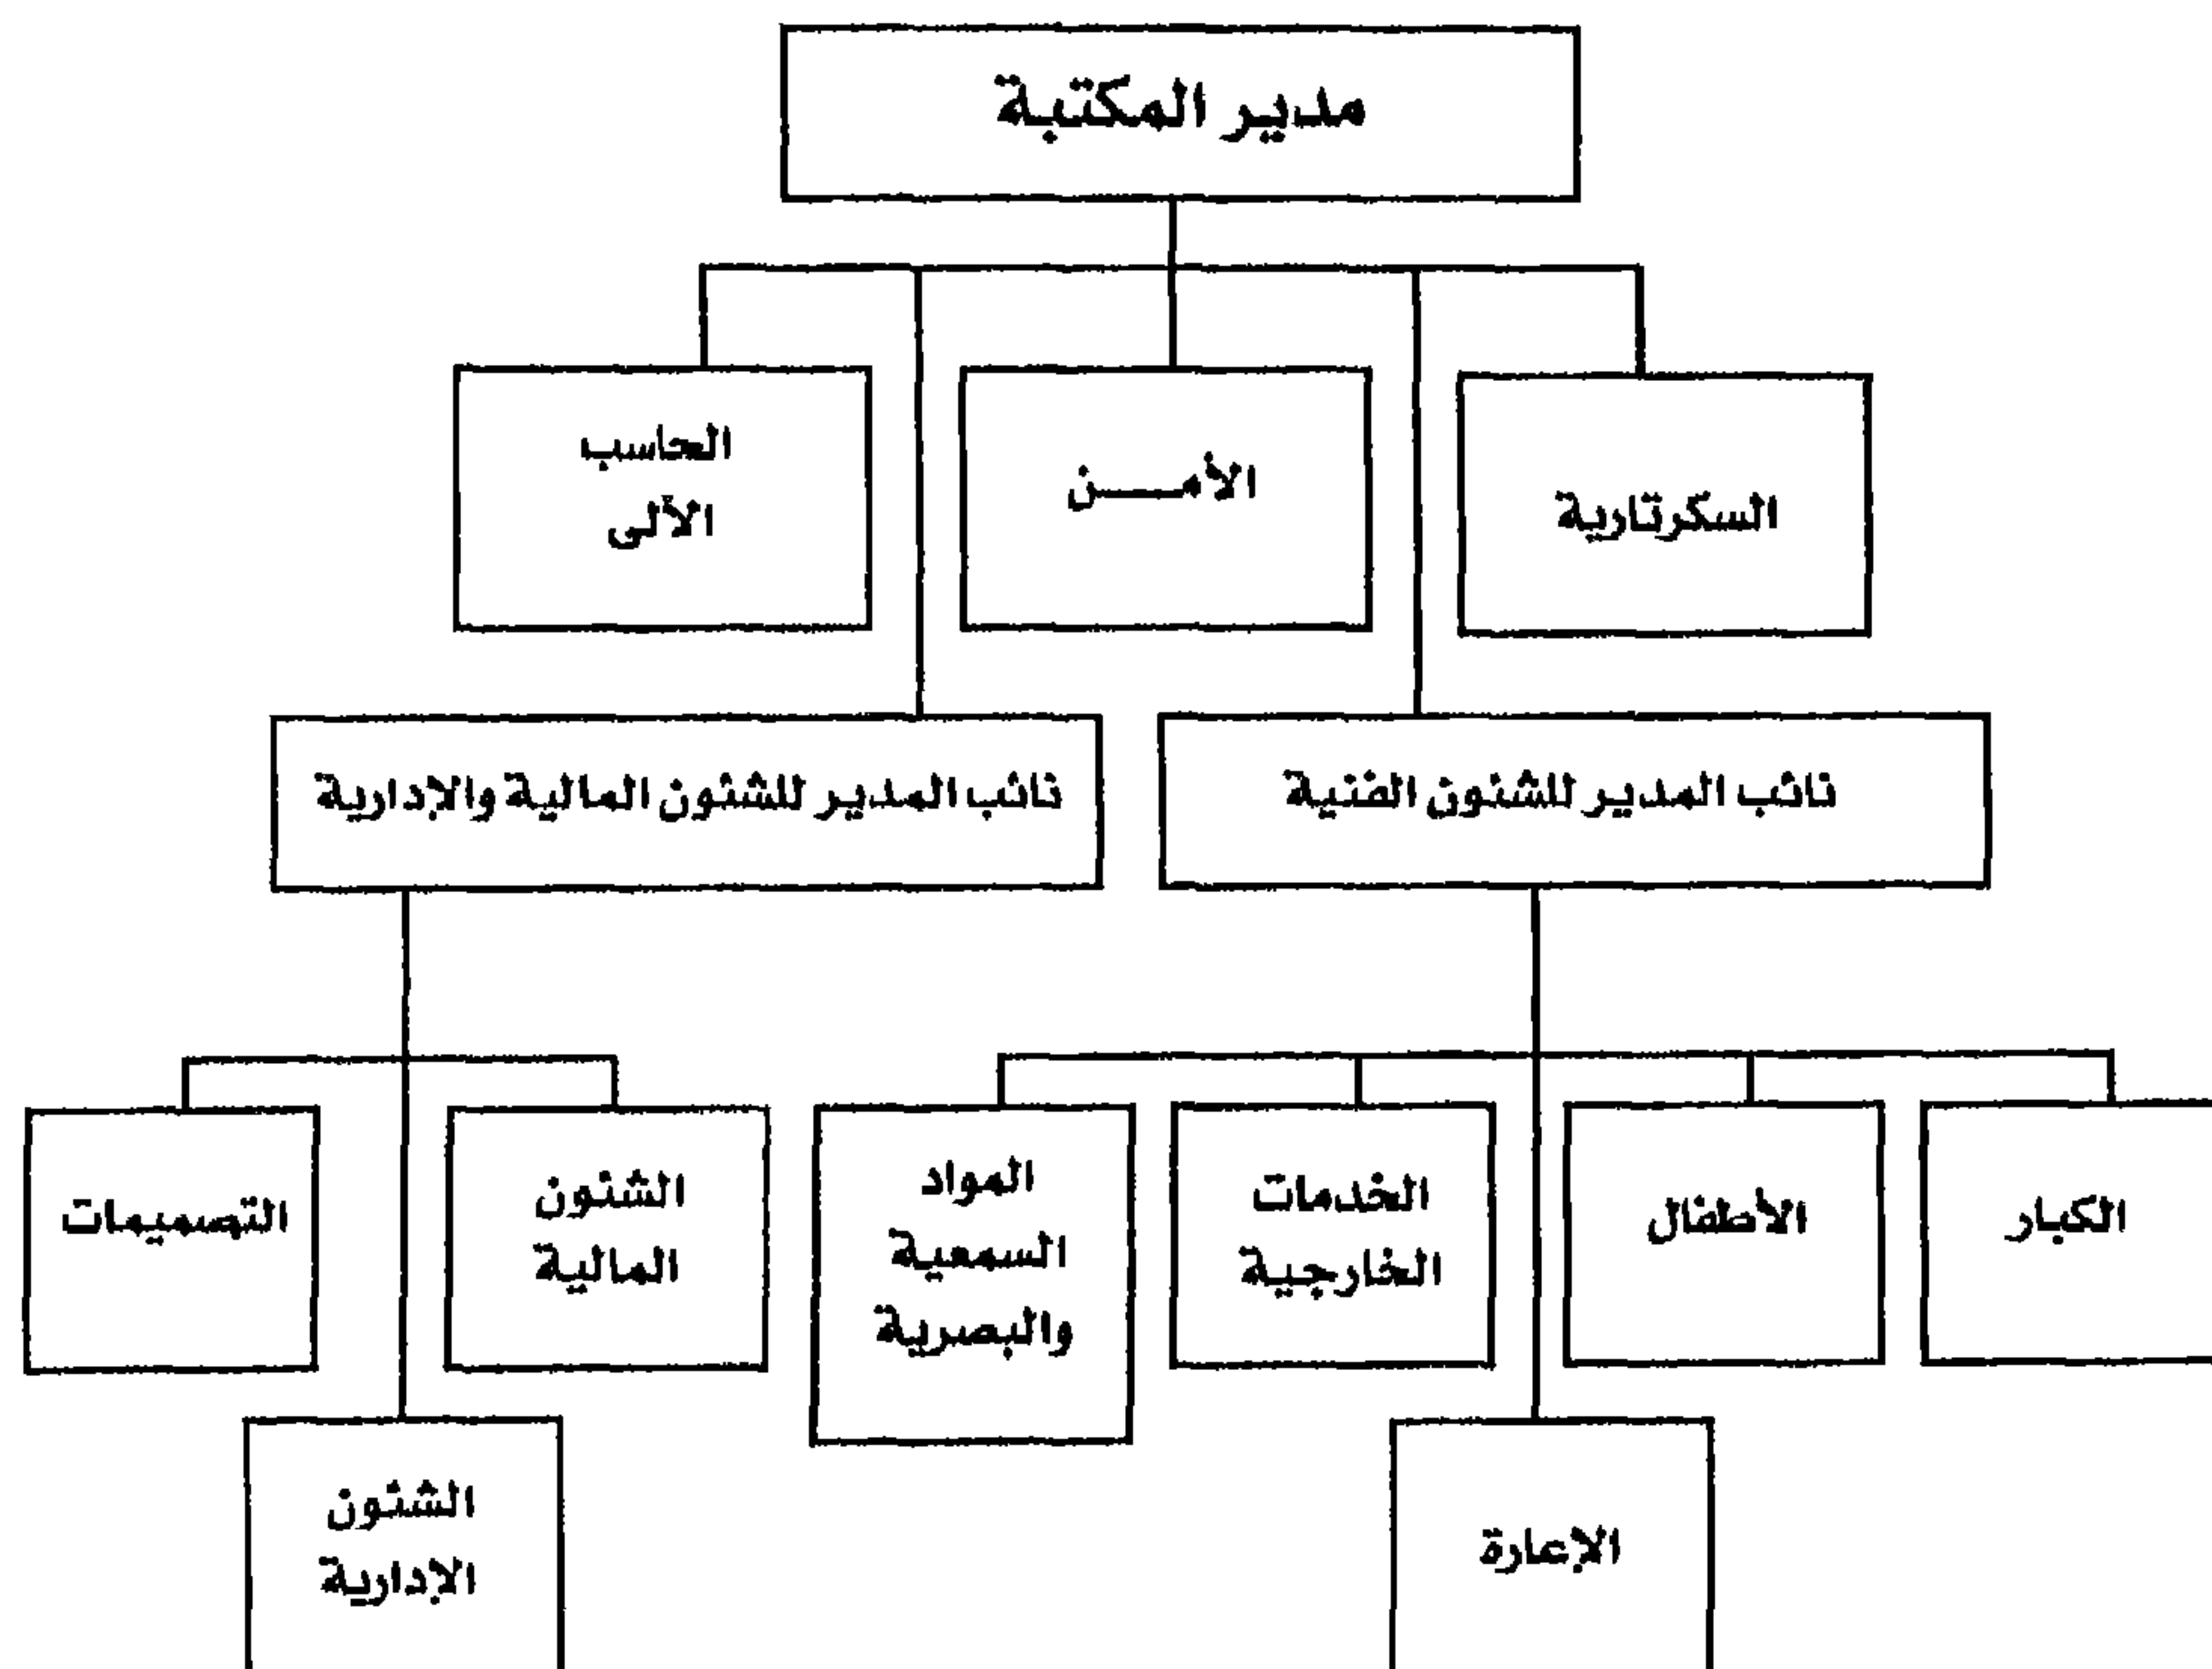 مدير المكتبة
السكرتارية
الأمــــن
الحاسب
الآلى
نائب المدير للشئون الفنية
نائب المدير للشئون المالية والإدارية
الكبار
الأطفال
الخدمات
الخارجية
المواد
السمعية
والبصرية
الشئون
المالية
التصميمات
الإعارة
الشئون
الإدارية